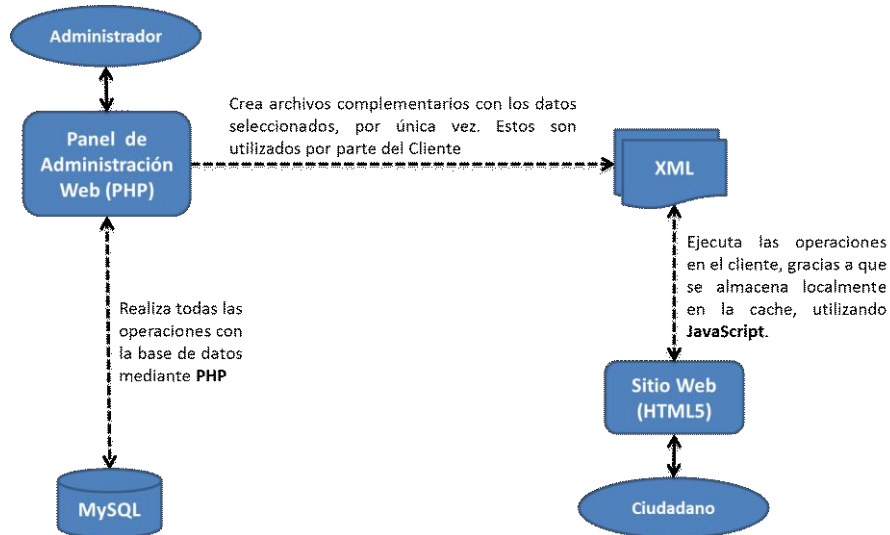 Administrador
Crea archivos complementarios con los datos
seleccionados, por única vez. Estos son
utilizados por parte del Cliente
Panel de
Administración
Web (PHP)
XML
Ejecuta las operaciones
en el cliente, gracias a que
se almacena localmente
en la cache, utilizando
JavaScript.
Realiza todas las
operaciones con
la base de datos
mediante PHP
Sitio Web
(HTML5)
MySQL
Ciudadano